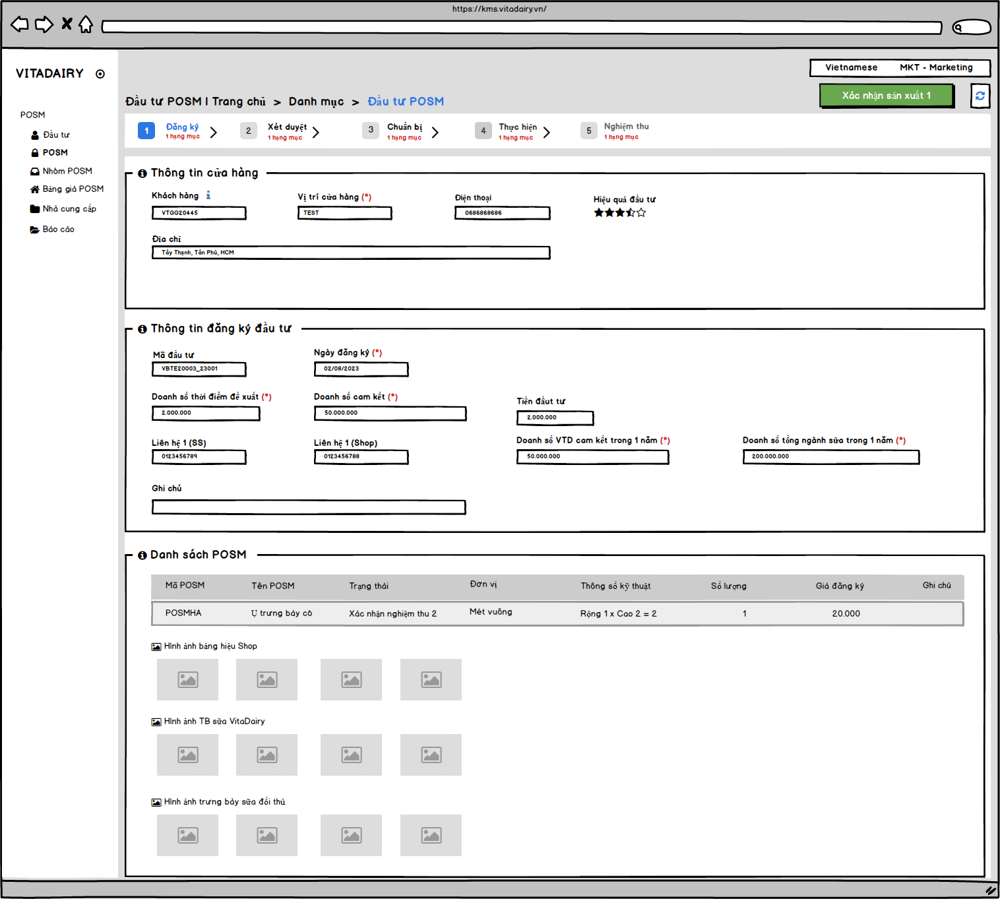 https://kms.vitadairy.vn/
VITADAIRY
Vietnamese MKT - Marketing
Xác nhận sản xuất 1
Đầu tư POSM I Trang chủ > Danh mục > Đầu tư POSM
POSM
Đầu tư
POSM
Nhóm POSM
Bảng giá POSM
Nhà cung cấp
Báo cáo
1 Đăng ký
1 hạng mục
2 Xét duyệt
1 hạng mục
3 Chuẩn bị
1 hạng mục
4 Thực hiện
1 hạng mục
5 Nghiệm thu
1 hạng mục
Thông tin cửa hàng
Khách hàng Vị trí cửa hàng (*) Điện thoại Hiệu quả đầu tư
VTGG20445 TEST 0686868686
Địa chỉ
Tây Thạnh, Tân Phú, HCM
Thông tin đăng ký đầu tư
Mã đầu tư Ngày đăng ký (*)
VBTE20003_23001 02/08/2023
Doanh số thời điểm đề xuất (*) Doanh số cam kết (*) Tiền đầut tư
2.000.000 50.000.000 2.000.000
Liên hệ 1 (SS) Liên hệ 1 (Shop) Doanh số VTD cam kết trong 1 năm (*) Doanh số tổng ngành sữa trong 1 năm (*)
0123456789 0123456788 50.000.000 200.000.000
Ghi chú
Danh sách POSM
Mã POSM Tên POSM Trạng thái Đơn vị Thông số kỹ thuật Số lượng Giá đăng ký Ghi chú
POSMHA Ụ trưng bày cò Xác nhận nghiệm thu 2 Mét vuông Rộng 1 x Cao 2 = 2 1 20.000
Hình ảnh bảng hiệu Shop
Hình ảnh TB sữa VitaDairy
Hình ảnh trưng bày sữa đối thủ